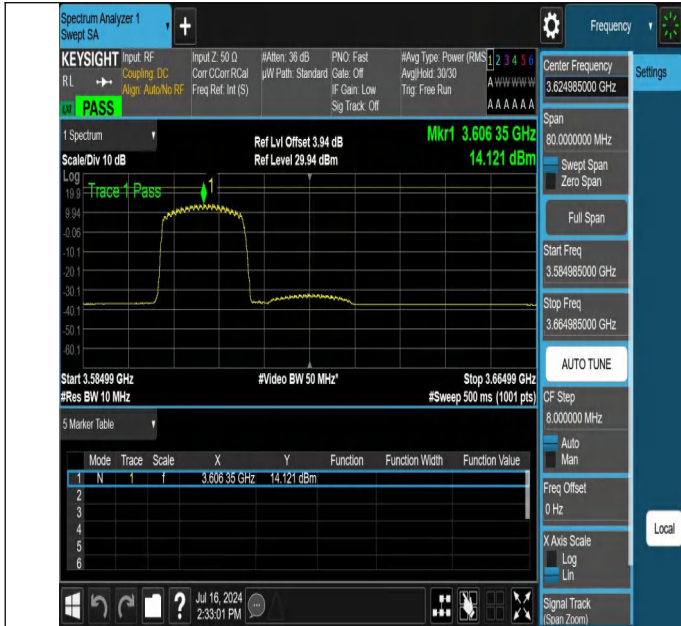 Spectrum Analyzer 1
Swept SA
+
Frequency
KEYSIGHT
RL
PASS
Input: RF
Coupling: DC
Align: Auto/No RF
Input Z: 50 Ω
Corr CCorr RCal
Freq Ref: Int (S)
#Atten: 36 dB
µW Path: Standard
PNO: Fast
Gate: Off
IF Gain: Low
Sig Track: Off
#Avg Type: Power (RMS
Avg|Hold: 30/30
Trig: Free Run
1 2 3 4 5 6
A W W W W W
A A A A A A
1 Spectrum
Scale/Div 10 dB
Ref Lvl Offset 3.94 dB
Ref Level 29.94 dBm
Mkr1 3.606 35 GHz
14.121 dBm
Log
Trace 1 Pass
1
19.9
9.94
-0.06
-10.1
-20.1
-30.1
-40.1
-50.1
-60.1
Start 3.58499 GHz
#Video BW 50 MHz*
Stop 3.66499 GHz
#Res BW 10 MHz
#Sweep 500 ms (1001 pts)
5 Marker Table
Mode Trace Scale X Y Function Function Width Function Value
1 N 1 f 3.606 35 GHz 14.121 dBm
2
3
4
5
6
?
Jul 16, 2024
2:33:01 PM
Center Frequency
3.624985000 GHz
Settings
Span
80.0000000 MHz
Swept Span
Zero Span
Full Span
Start Freq
3.584985000 GHz
Stop Freq
3.664985000 GHz
AUTO TUNE
CF Step
8.000000 MHz
Auto
Man
Freq Offset
0 Hz
Local
X Axis Scale
Log
Lin
Signal Track
(Span Zoom)